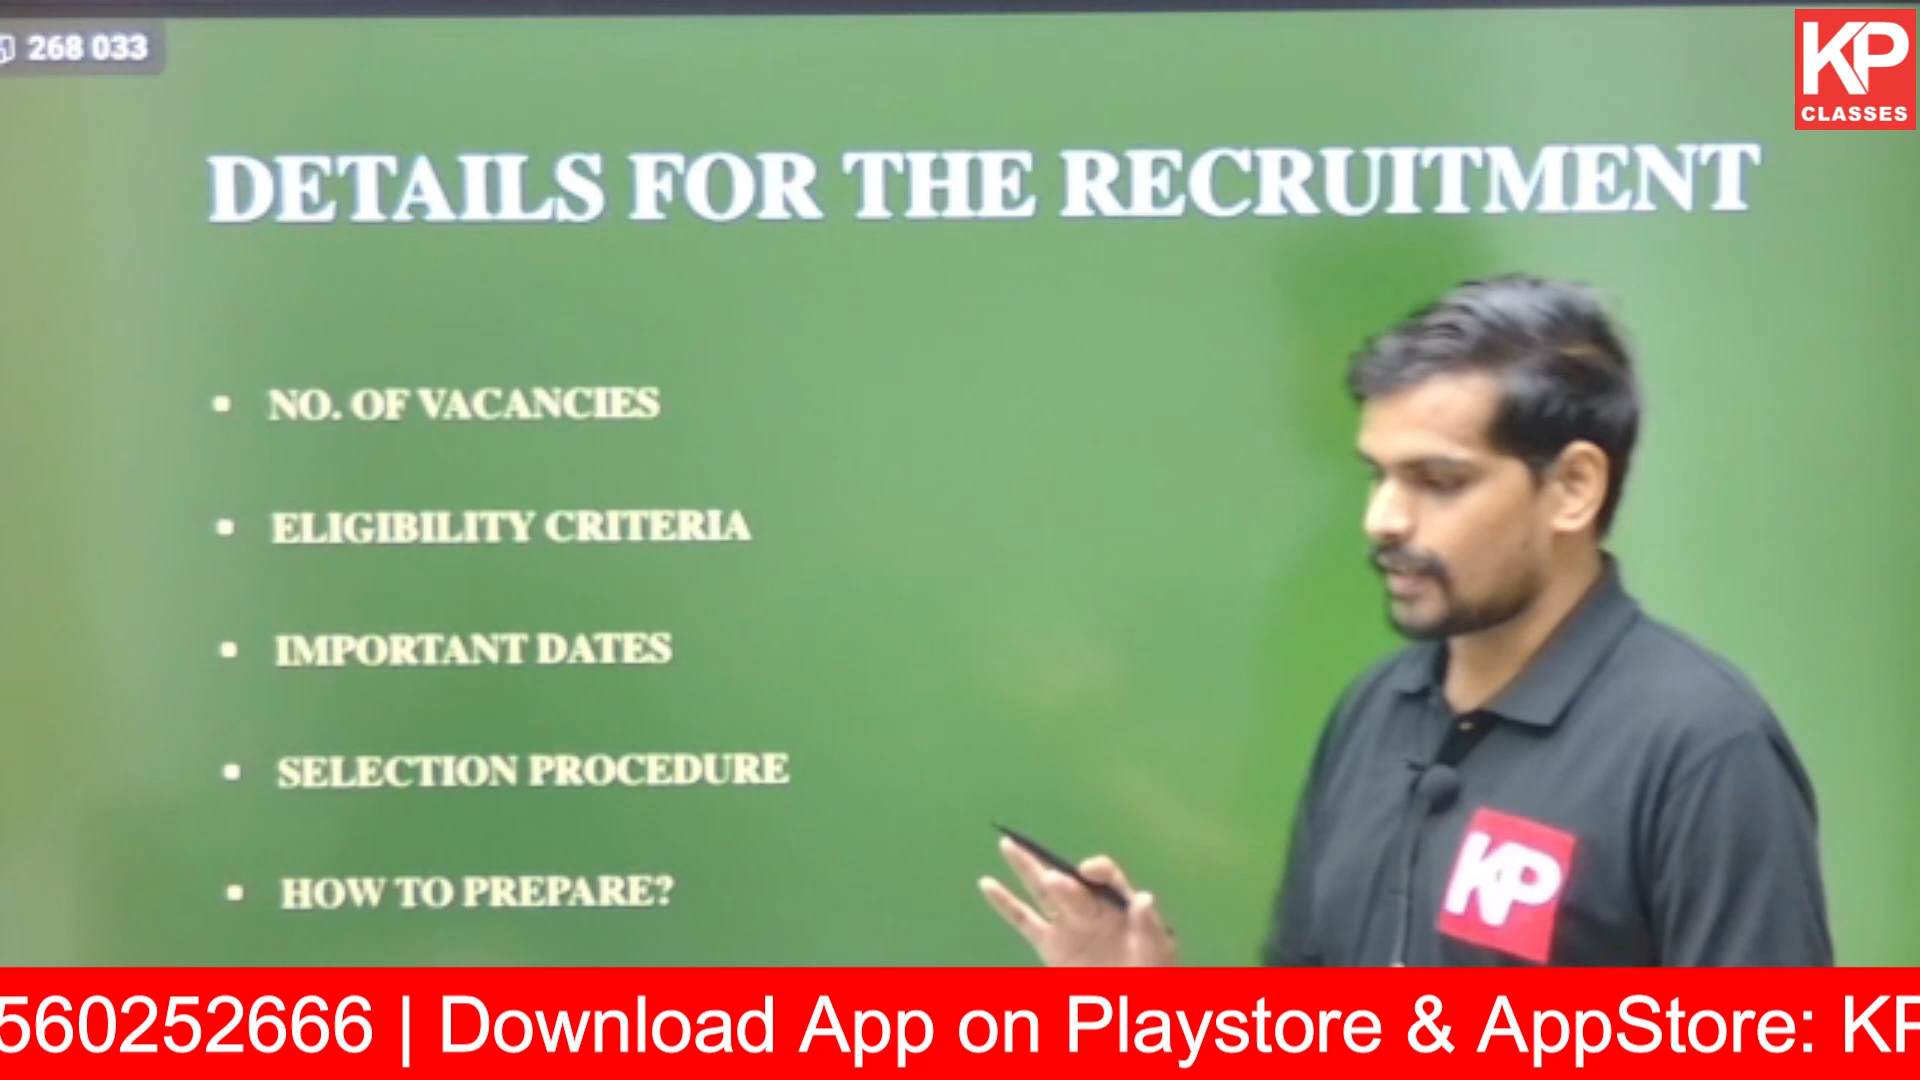 268 033
KP
CLASSES
DETAILS FOR THE RECRUITMENT
• NO. OF VACANCIES
• ELIGIBILITY CRITERIA
• IMPORTANT DATES
• SELECTION PROCEDURE
• HOW TO PREPARE?
KP
560252666 | Download App on Playstore & AppStore: KP